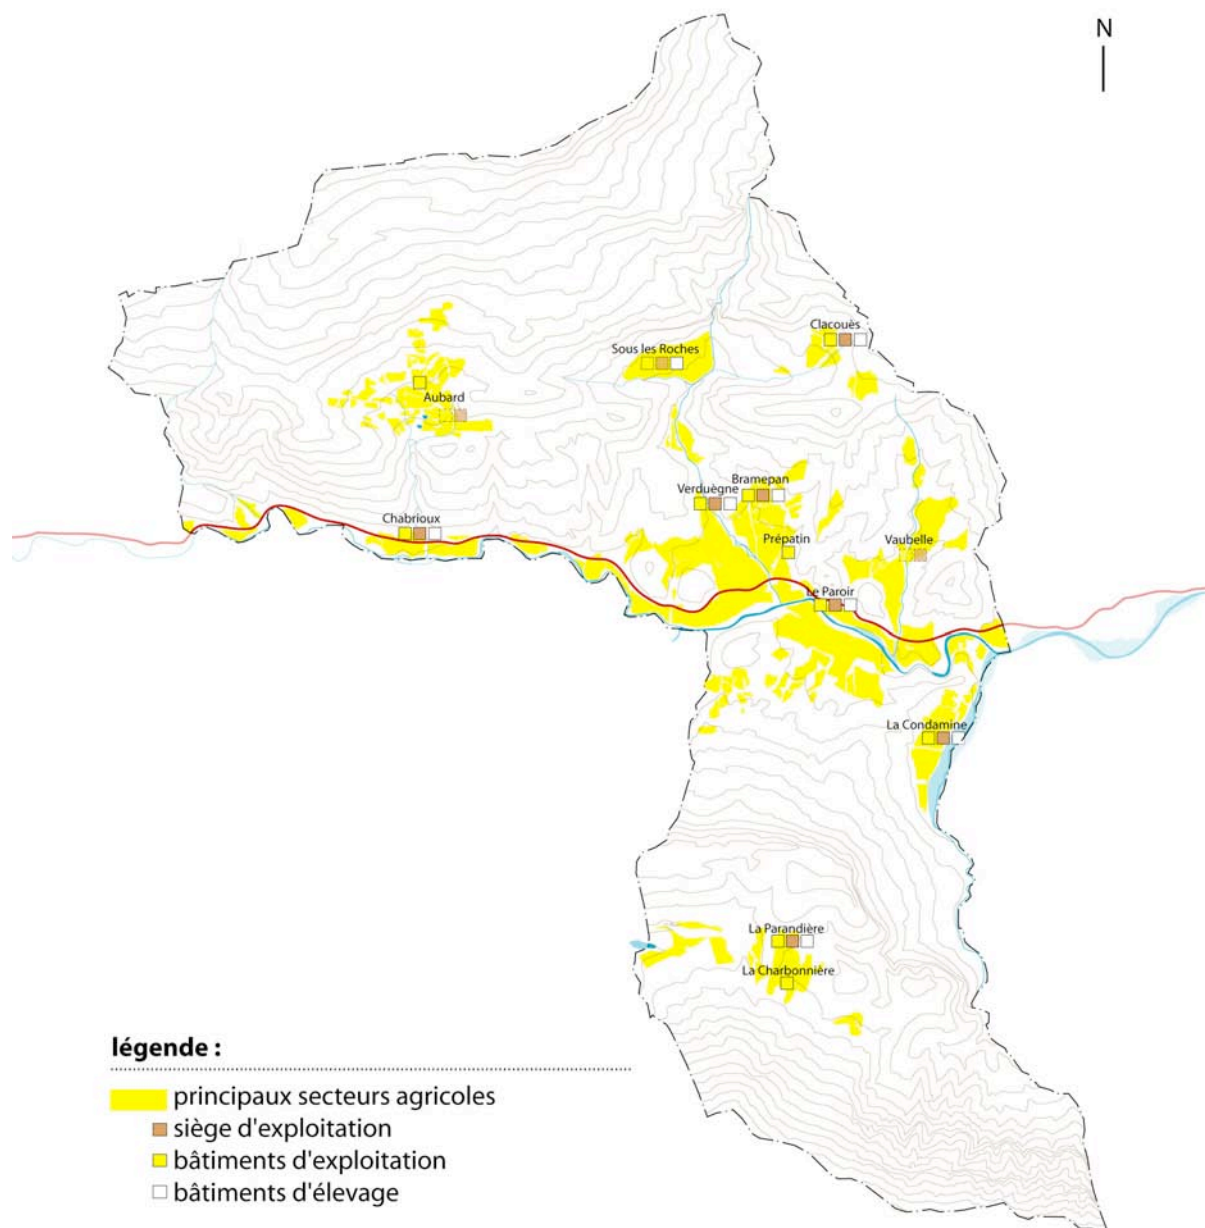 N
Clacouès
Sous les Roches
Aubard
Bramepan
Verduègne
Chabrioux
Prépatin
Vaubelle
Le Paroir
La Condamine
La Parandière
La Charbonnière
légende :
principaux secteurs agricoles
siège d'exploitation
bâtiments d'exploitation
bâtiments d'élevage